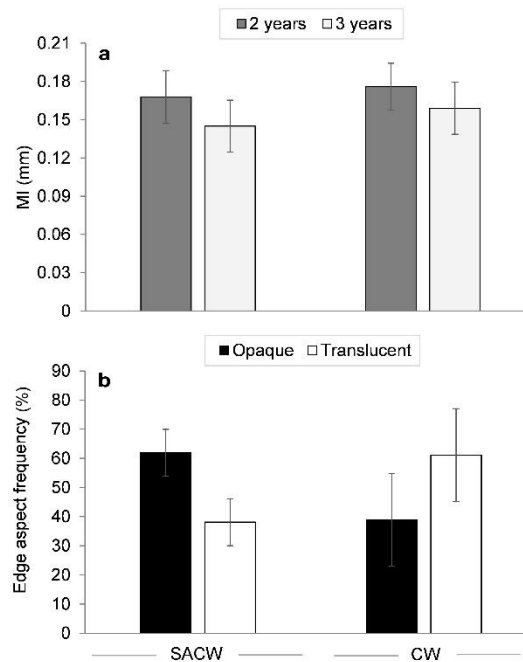 2 years 3 years
a
0.21
0.18
0.15
0.12
0.09
0.06
0.03
0
MI (mm)
Opaque Translucent
b
90
80
70
60
50
40
30
20
10
0
Edge aspect frequency (%)
SACW CW